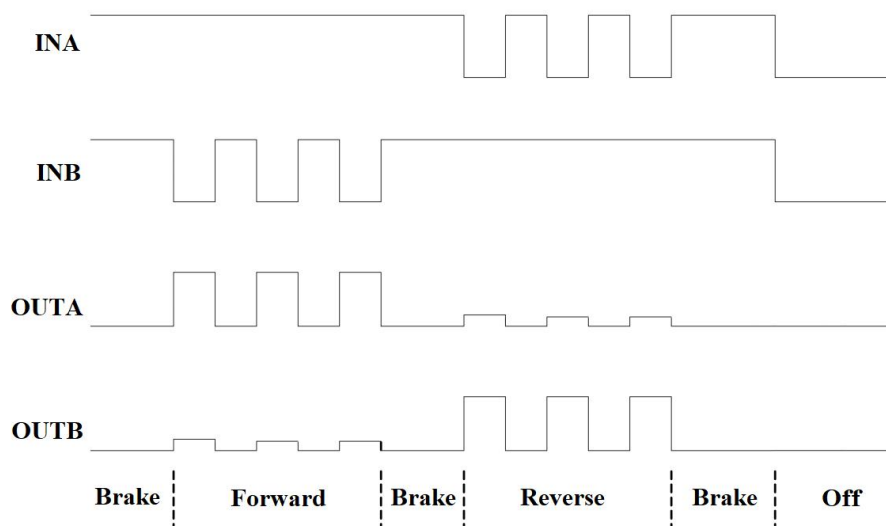 INA
INB
OUTA
OUTB
Brake Forward Brake Reverse Brake Off